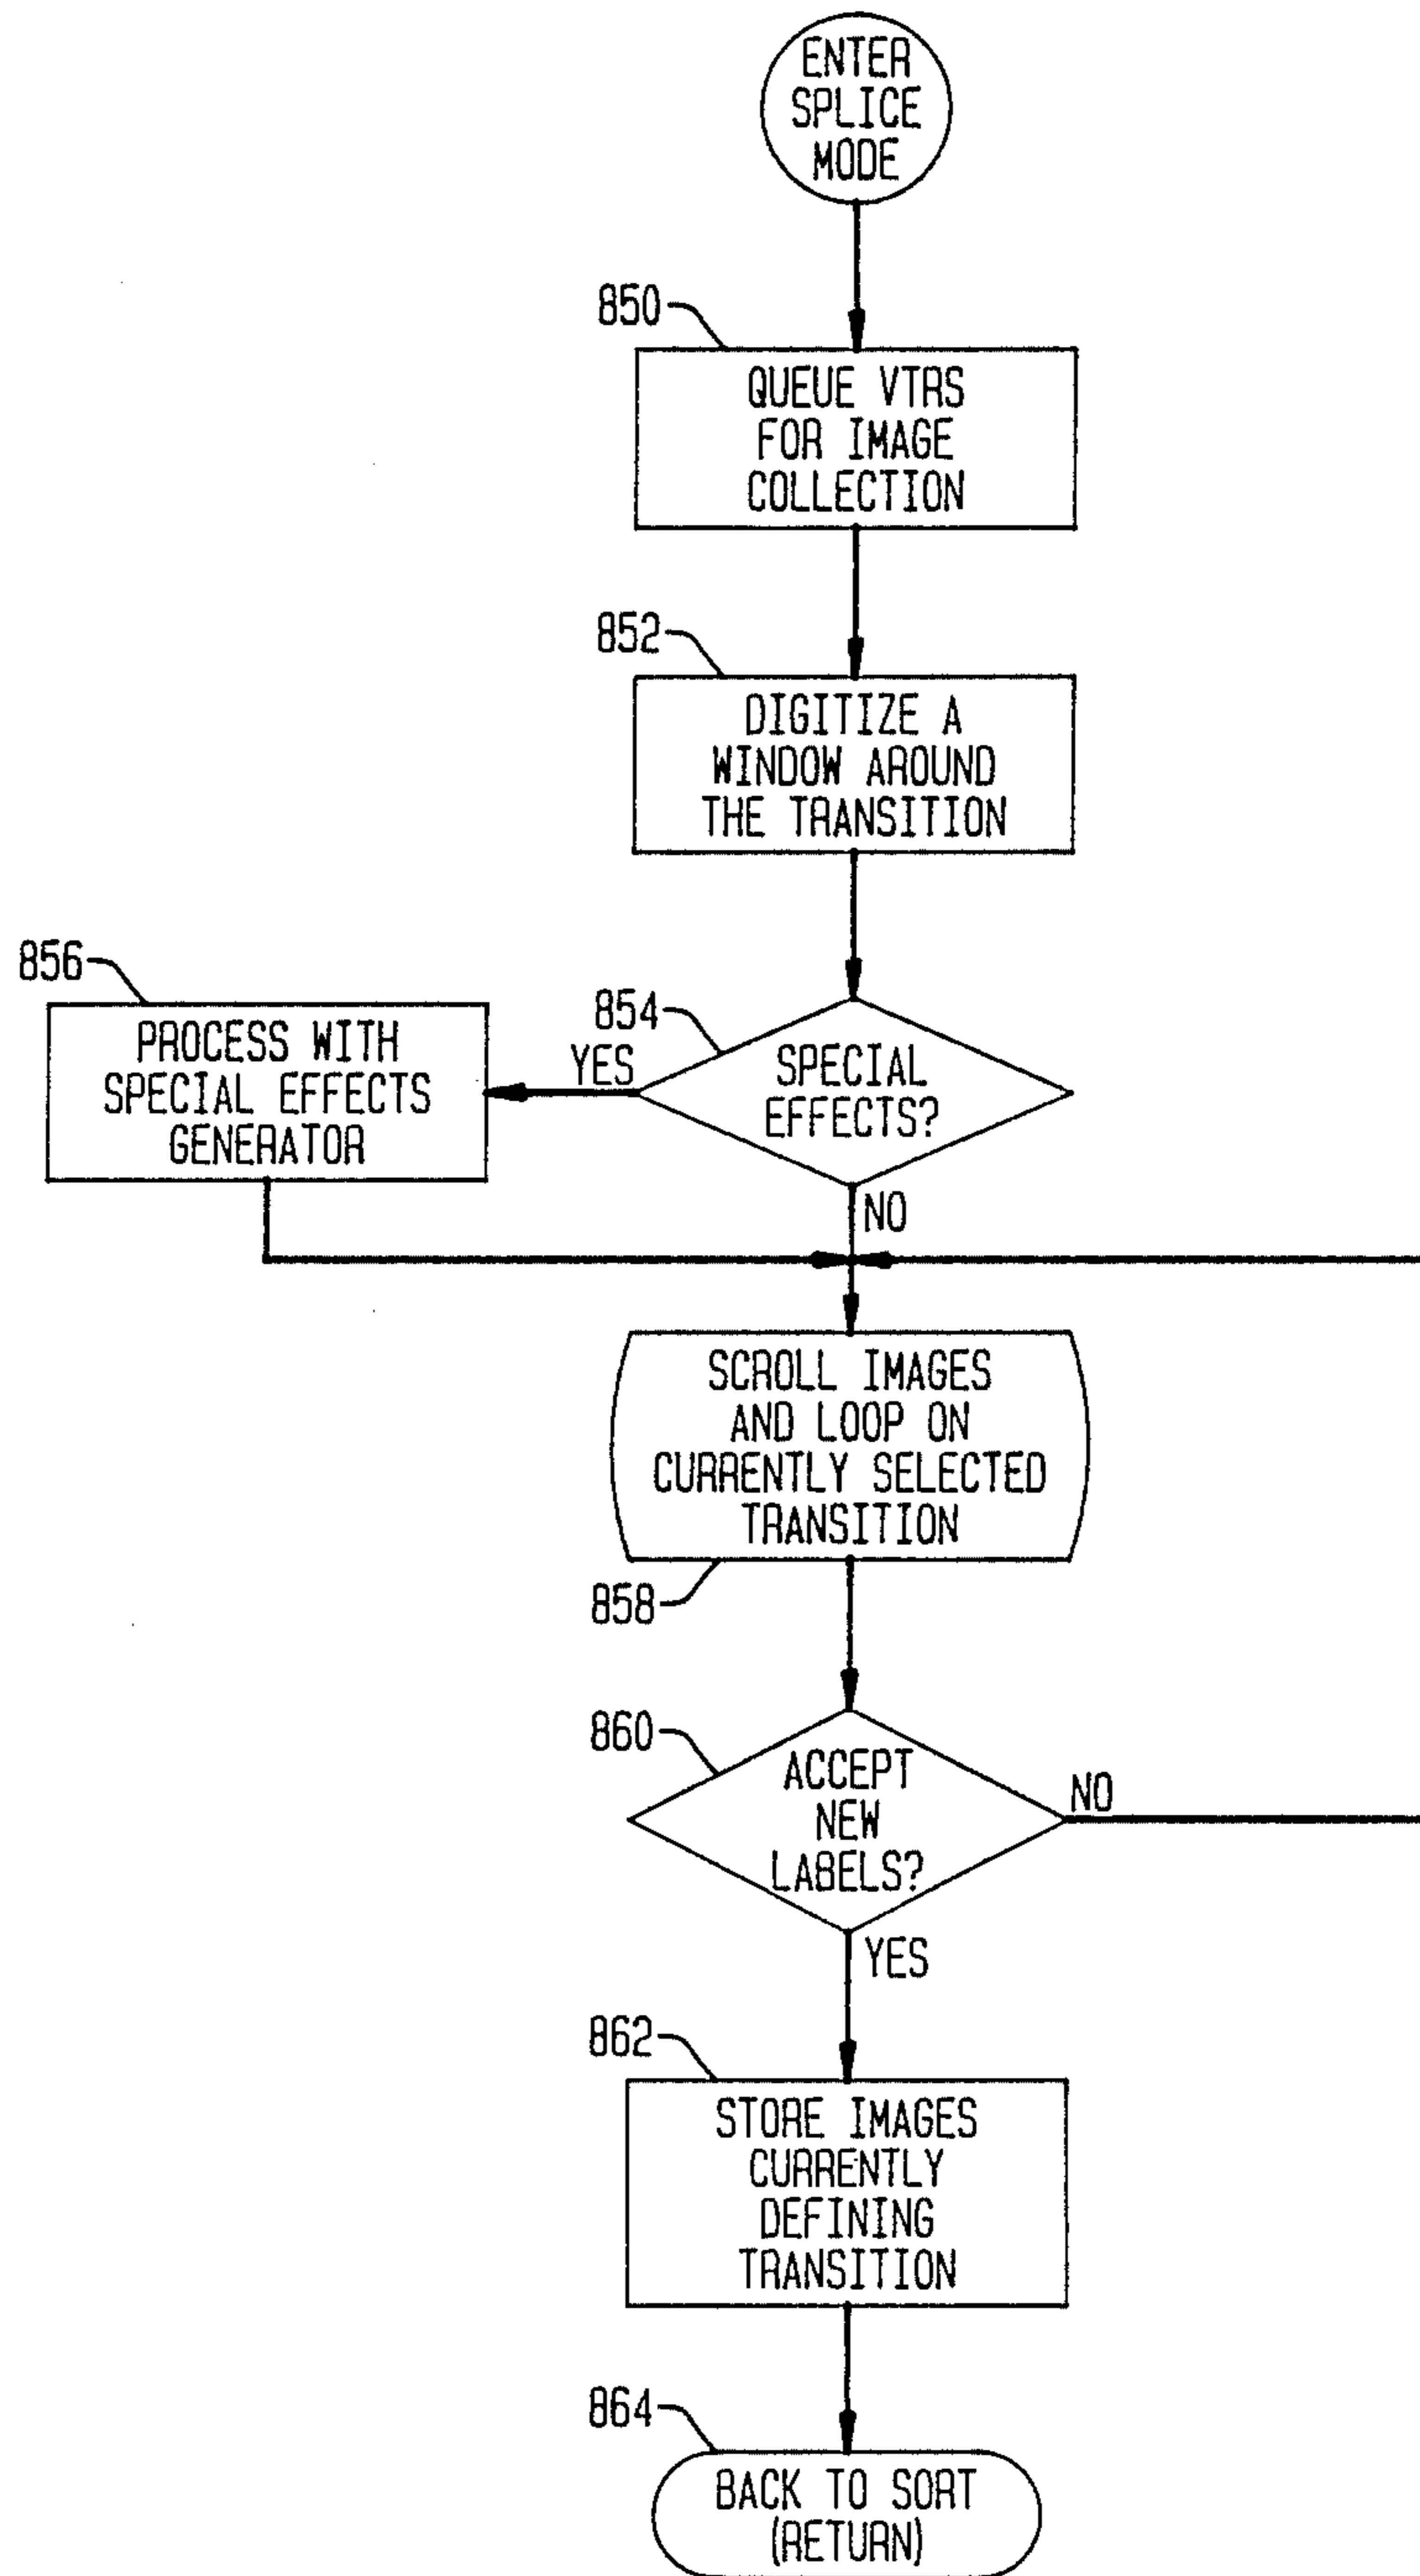 ENTER
SPLICE
MODE
850
QUEUE VTRS
FOR IMAGE
COLLECTION
852
DIGITIZE A
WINDOW AROUND
THE TRANSITION
856
PROCESS WITH
SPECIAL EFFECTS
GENERATOR
854
YES
SPECIAL
EFFECTS?
NO
SCROLL IMAGES
AND LOOP ON
CURRENTLY SELECTED
TRANSITION
858
860
ACCEPT
NEW
LABELS?
NO
YES
862
STORE IMAGES
CURRENTLY
DEFINING
TRANSITION
864
BACK TO SORT
(RETURN)